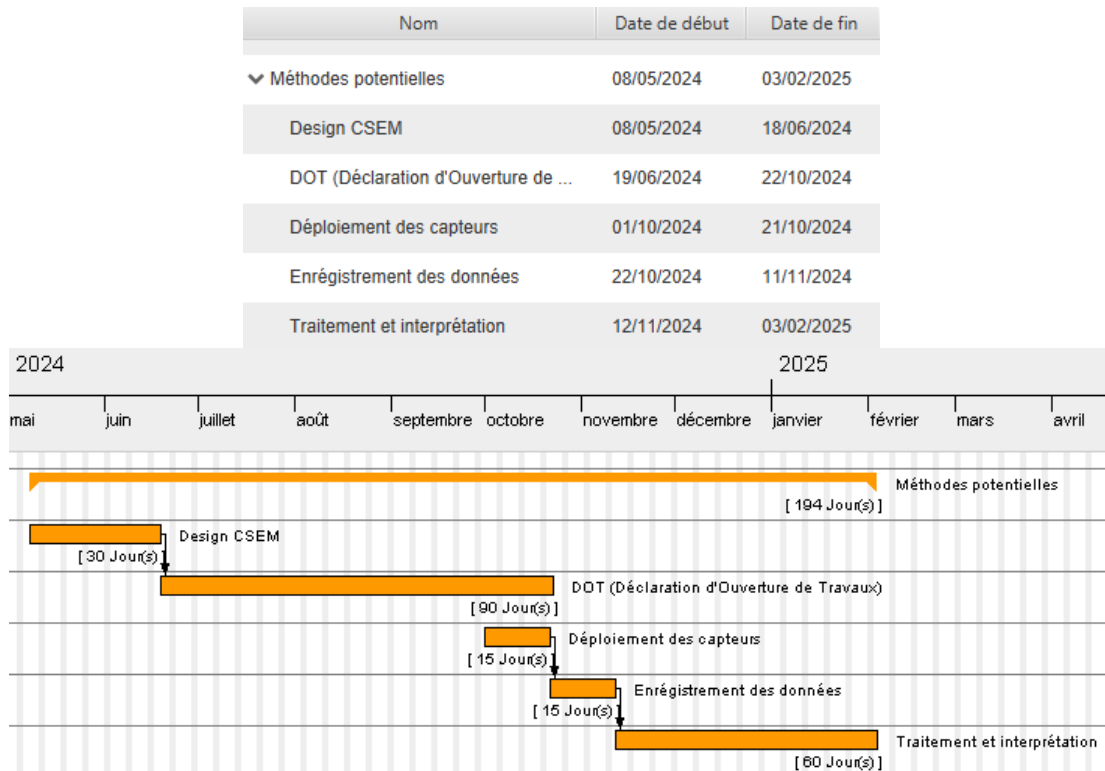 Nom Date de début Date de fin
Méthodes potentielles 08/05/2024 03/02/2025
Design CSEM 08/05/2024 18/06/2024
DOT (Déclaration d'Ouverture de ... 19/06/2024 22/10/2024
Déploiement des capteurs 01/10/2024 21/10/2024
Enrégistrement des données 22/10/2024 11/11/2024
Traitement et interprétation 12/11/2024 03/02/2025
2024 2025
mai juin juillet août septembre octobre novembre décembre janvier février mars avril
Méthodes potentielles
[ 194 Jour(s) ]
Design CSEM
[ 30 Jour(s) ]
DOT (Déclaration d'Ouverture de Travaux)
[ 90 Jour(s) ]
Déploiement des capteurs
[ 15 Jour(s) ]
Enrégistrement des données
[ 15 Jour(s) ]
Traitement et interprétation
[ 60 Jour(s) ]